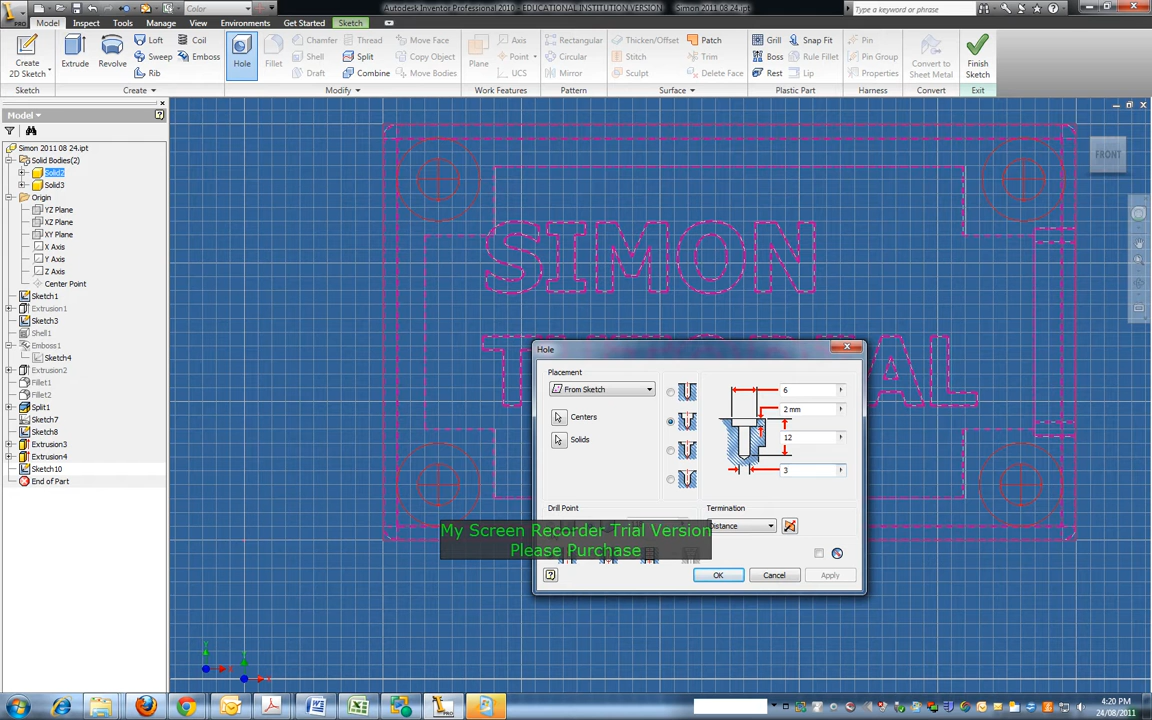 Color
Autodesk Inventor Professional 2010 - EDUCATIONAL INSTITUTION VERSION    Simon 2011 08 24.ipt
Type a keyword or phrase
PRO
Model Inspect Tools Manage View Environments Get Started Sketch
Create
2D Sketch
Extrude
Revolve
Loft
Sweep
Rib
Coil
Emboss
Hole
Fillet
Chamfer
Shell
Draft
Thread
Split
Combine
Move Face
Copy Object
Move Bodies
Plane
Axis
Point
UCS
Rectangular
Circular
Mirror
Thicken/Offset
Stitch
Sculpt
Patch
Trim
Delete Face
Grill
Boss
Rest
Snap Fit
Rule Fillet
Lip
Pin
Pin Group
Properties
Convert to
Sheet Metal
Finish
Sketch
Sketch Create Modify Work Features Pattern Surface Plastic Part Harness Convert Exit
Model
Simon 2011 08 24.ipt
Solid Bodies(2)
Solid2
Solid3
Origin
YZ Plane
XZ Plane
XY Plane
X Axis
Y Axis
Z Axis
Center Point
Sketch1
Extrusion1
Sketch3
Shell1
Emboss1
Sketch4
Extrusion2
Fillet1
Fillet2
Split1
Sketch7
Sketch8
Extrusion3
Extrusion4
Sketch10
End of Part
FRONT
SIMON
Hole
Placement
From Sketch
Centers
Solids
6
2 mm
12
3
Drill Point
Termination
Distance
OK Cancel Apply
My Screen Recorder Trial Version
Please Purchase
4:20 PM
24/08/2011